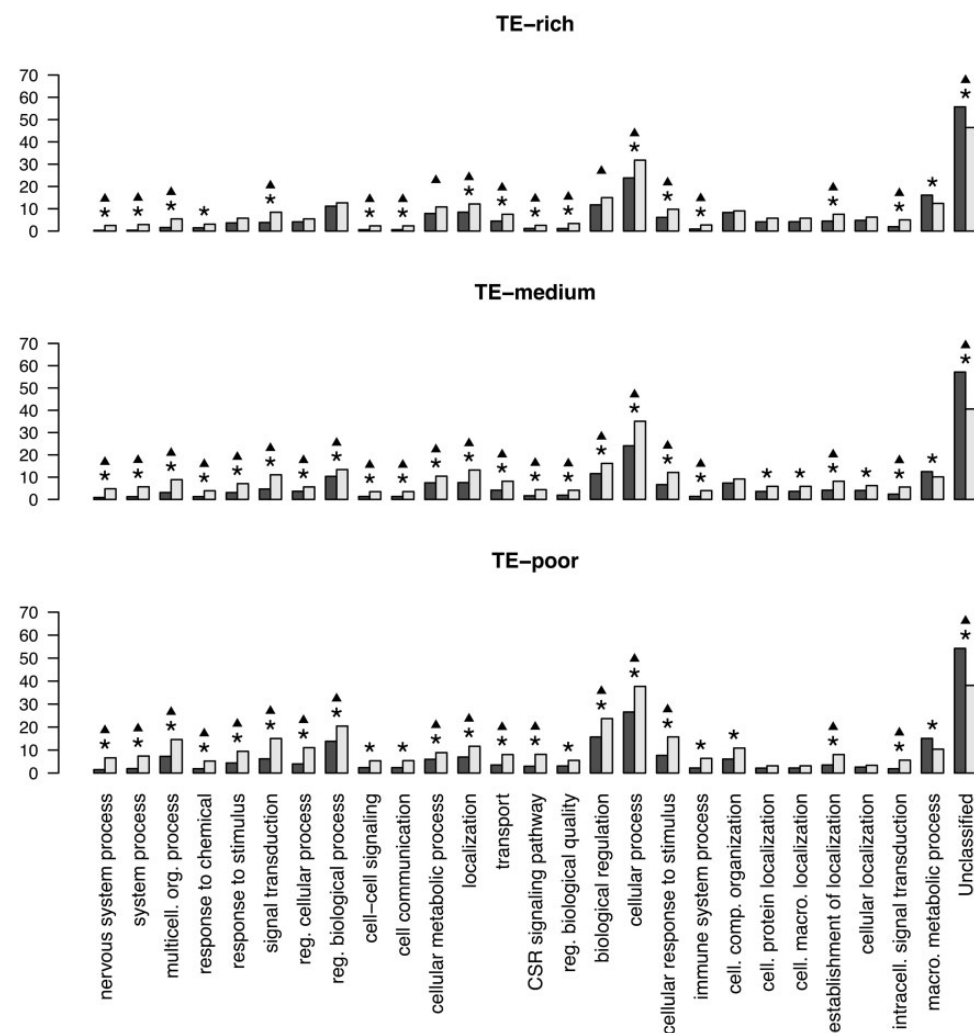 TE−rich
70
60
50
40
30
20
10
0
* * * * * * * * * * * * * * * * * *
TE−medium
70
60
50
40
30
20
10
0
* * * * * * * * * * * * * * * * * * * * * * * * * *
TE−poor
70
60
50
40
30
20
10
0
* * * * * * * * * * * * * * * * * * * * * * * *
nervous system process
system process
multicell. org. process
response to chemical
response to stimulus
signal transduction
reg. cellular process
reg. biological process
cell−cell signaling
cell communication
cellular metabolic process
localization
transport
CSR signaling pathway
reg. biological quality
biological regulation
cellular process
cellular response to stimulus
immune system process
cell. comp. organization
cell. protein localization
cell. macro. localization
establishment of localization
cellular localization
intracell. signal transduction
macro. metabolic process
Unclassified